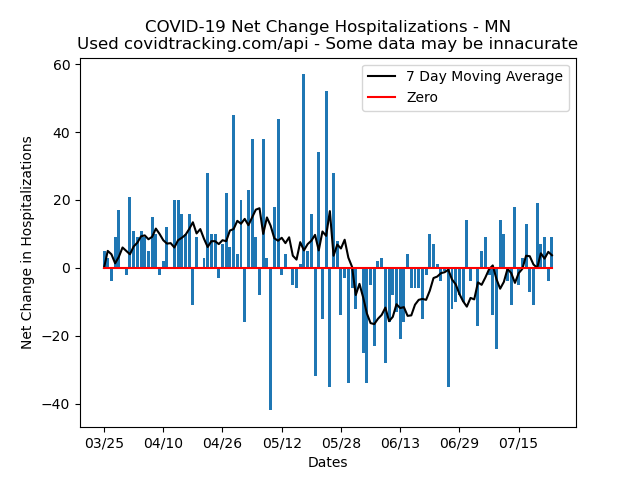 COVID-19 Net Change Hospitalizations - MN
Used covidtracking.com/api - Some data may be innacurate
7 Day Moving Average
Zero
Net Change in Hospitalizations
60
40
20
0
−20
−40
03/25 04/10 04/26 05/12 05/28 06/13 06/29 07/15
Dates